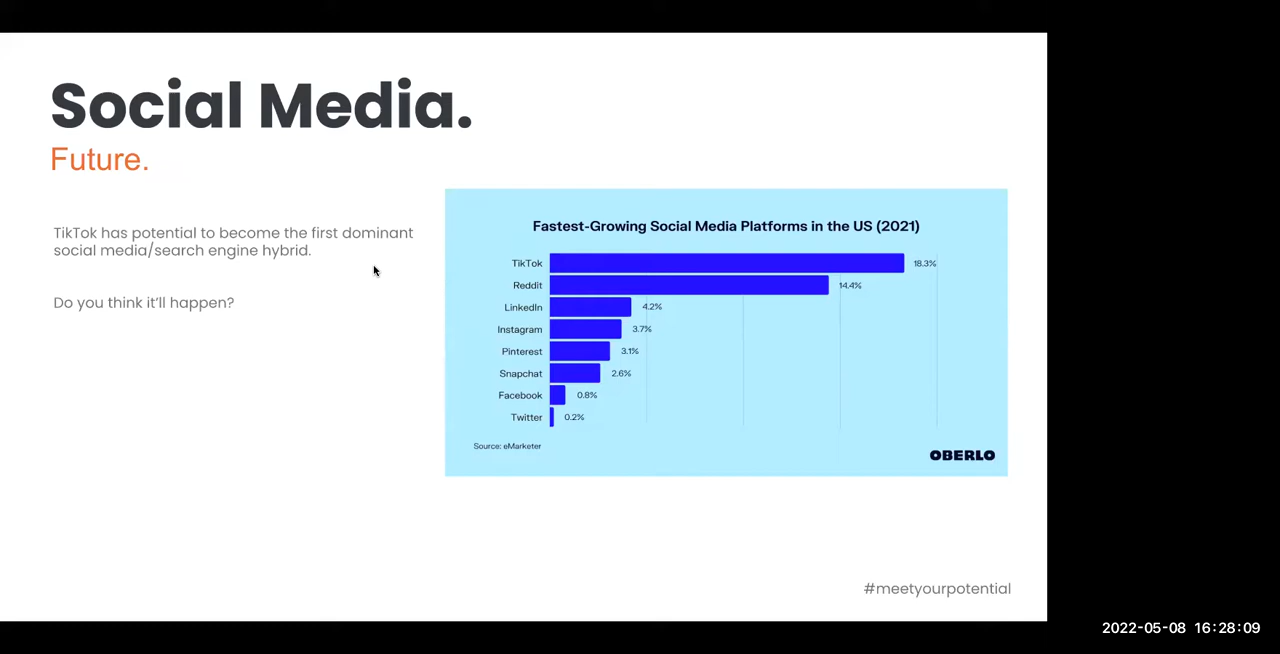 Social Media.
Future.
TikTok has potential to become the first dominant
social media/search engine hybrid.
Do you think it'll happen?
Fastest-Growing Social Media Platforms in the US (2021)
TikTok 18.3%
Reddit 14.4%
LinkedIn 4.2%
Instagram 3.7%
Pinterest 3.1%
Snapchat 2.6%
Facebook 0.8%
Twitter 0.2%
Source: eMarketer
OBERLO
#meetyourpotential
2022-05-08 16:28:09